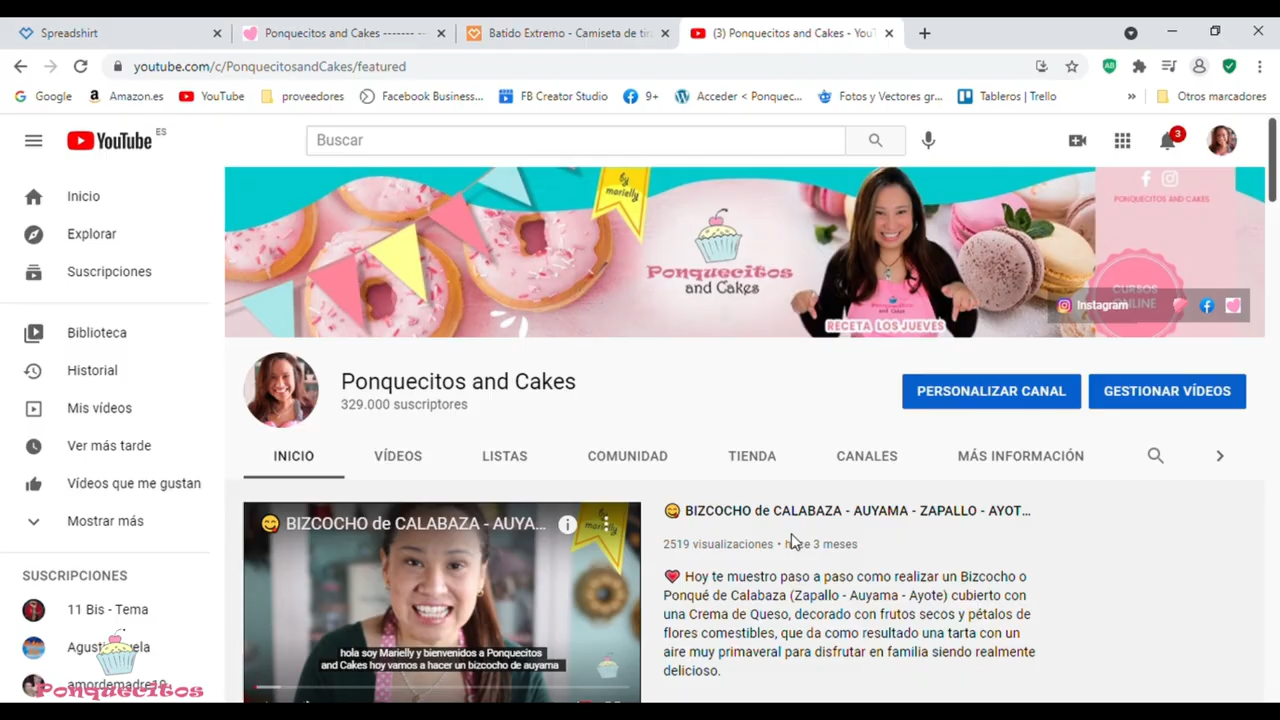 Spreadshirt
Ponquecitos and Cakes -------
Batido Extremo - Camiseta de tir
(3) Ponquecitos and Cakes - You
youtube.com/c/PonquecitosandCakes/featured
Google
Amazon.es
YouTube
proveedores
Facebook Business...
FB Creator Studio
9+
Acceder < Ponquec...
Fotos y Vectores gr...
Tableros | Trello
»
Otros marcadores
YouTube ES
Buscar
3
Inicio
Explorar
Suscripciones
Biblioteca
Historial
Mis vídeos
Ver más tarde
Vídeos que me gustan
Mostrar más
SUSCRIPCIONES
11 Bis - Tema
by
marielly
Ponquecitos
and Cakes
RECETA LOS JUEVES
PONQUECITOS AND CAKES
CURSOS
ONLINE
Instagram
Ponquecitos and Cakes
329.000 suscriptores
PERSONALIZAR CANAL
GESTIONAR VÍDEOS
INICIO
VÍDEOS
LISTAS
COMUNIDAD
TIENDA
CANALES
MÁS INFORMACIÓN
😋 BIZCOCHO de CALABAZA - AUYA...
hola soy Marielly y bienvenidos a Ponquecitos
and Cakes hoy vamos a hacer un bizcocho de auyama
😋 BIZCOCHO de CALABAZA - AUYAMA - ZAPALLO - AYOT...
2519 visualizaciones • hace 3 meses
💗 Hoy te muestro paso a paso como realizar un Bizcocho o
Ponqué de Calabaza (Zapallo - Auyama - Ayote) cubierto con
una Crema de Queso, decorado con frutos secos y pétalos de
flores comestibles, que da como resultado una tarta con un
aire muy primaveral para disfrutar en familia siendo realmente
delicioso.
Ponquecitos